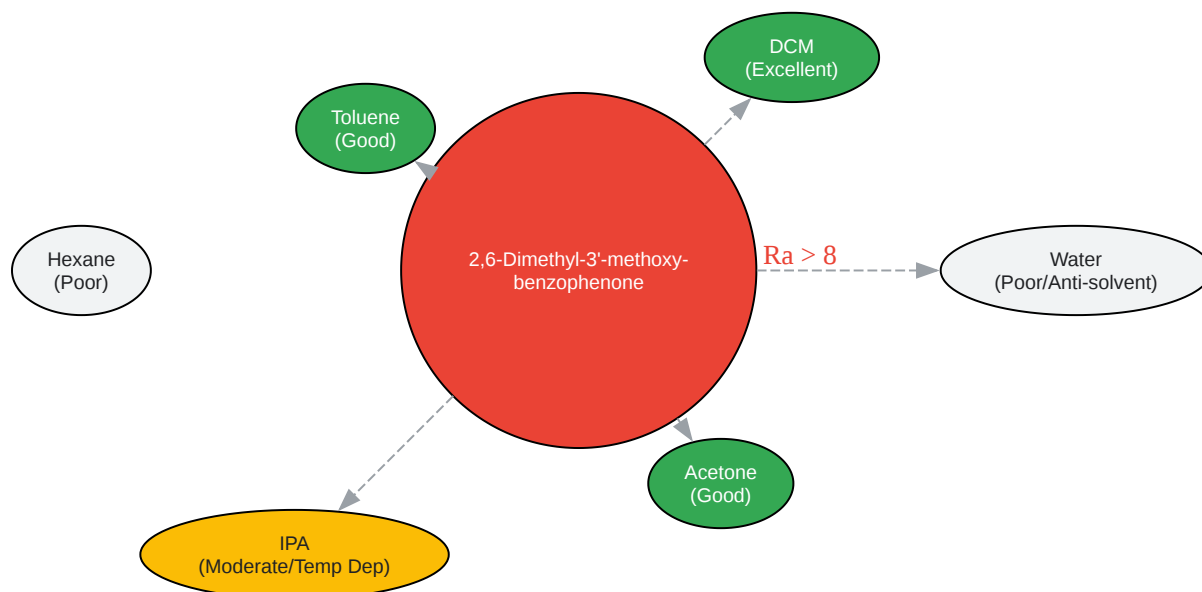 DCM
(Excellent)
Toluene
(Good)
Hexane
(Poor)
2,6-Dimethyl-3'-methoxy-
benzophenone
Ra > 8
Water
(Poor/Anti-solvent)
Acetone
(Good)
IPA
(Moderate/Temp Dep)